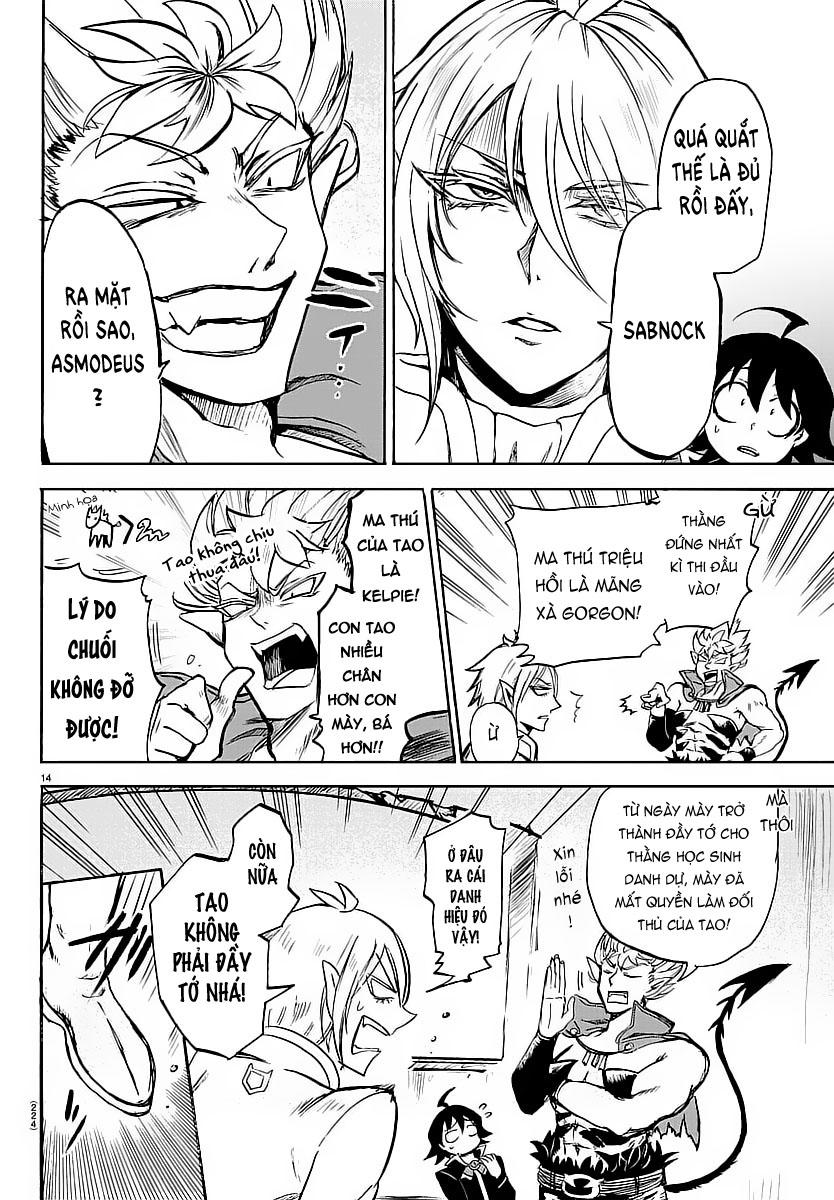 QUÁ QUẮT
THẾ LÀ ĐỦ
RỒI ĐẤY,
SABNOCK
RA MẶT
RỒI SAO,
ASMODEUS
?
GỪ
THẰNG
ĐỨNG NHẤT
KÌ THI ĐẦU
VÀO!
MA THÚ TRIỆU
HỒI LÀ MÃNG
XÀ GORGON!
Ừ
MA THÚ
CỦA TAO
LÀ
KELPIE!
CON TAO
NHIỀU
CHÂN
HƠN CON
MÀY, BÁ
HƠN!!
Minh họa
2m
Tao không chịu
thua đâu!
LÝ DO
CHUỐI
KHÔNG ĐỠ
ĐƯỢC!
14
MÀ
THÔI
TỪ NGÀY MÀY TRỞ
THÀNH ĐẦY TỚ CHO
THẰNG HỌC SINH
DANH DỰ, MÀY ĐÃ
MẤT QUYỀN LÀM ĐỐI
THỦ CỦA TAO!
Xin
lỗi
nhé
!
Ở ĐÂU
RA CÁI
DANH
HIỆU ĐÓ
VẬY!
CÒN
NỮA
TAO
KHÔNG
PHẢI ĐẦY
TỚ NHÁ!
(224)